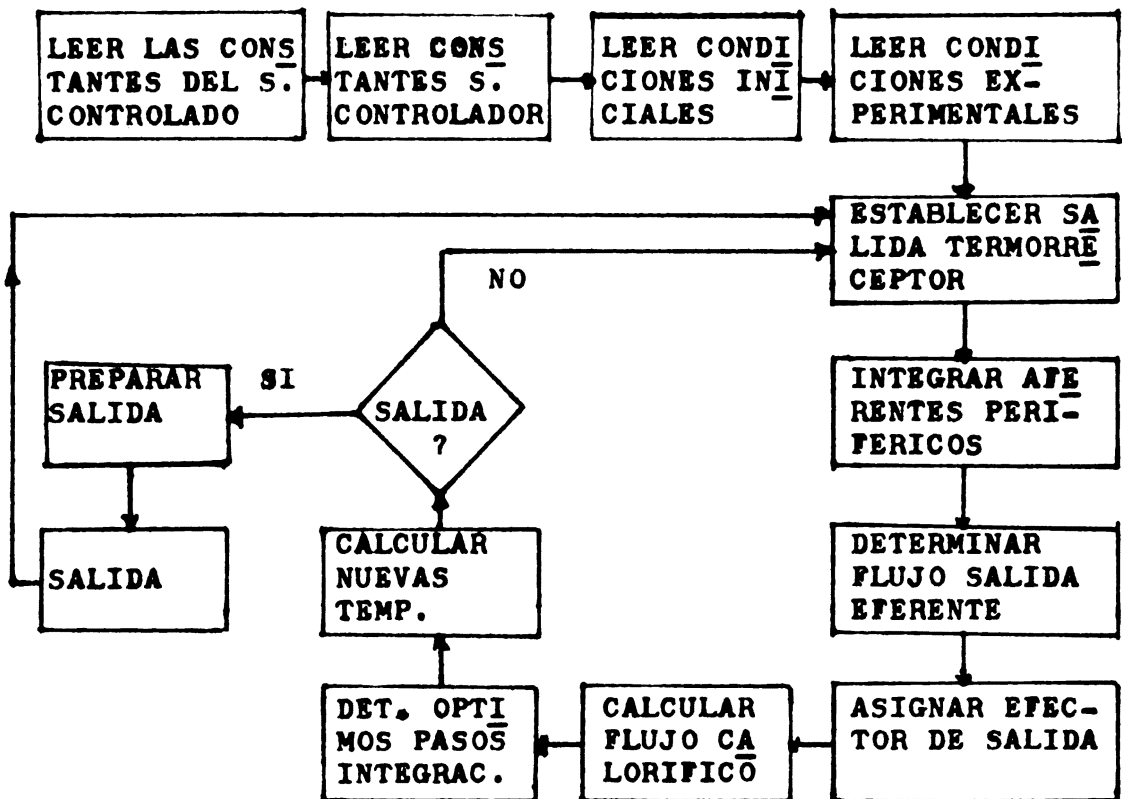 LEER LAS CONS
TANTES DEL S.
CONTROLADO
LEER CONS
TANTES S.
CONTROLADOR
LEER CONDI
CIONES INI
CIALES
LEER CONDI
CIONES EX-
PERIMENTALES
ESTABLECER SA
LIDA TERMORRE
CEPTOR
NO
INTEGRAR AFE
RENTES PERI-
FERICOS
PREPARAR
SALIDA
SI
SALIDA
?
DETERMINAR
FLUJO SALIDA
EFERENTE
CALCULAR
NUEVAS
TEMP.
SALIDA
DET. OPTI
MOS PASOS
INTEGRAC.
CALCULAR
FLUJO CA
LORIFICO
ASIGNAR EFEC-
TOR DE SALIDA